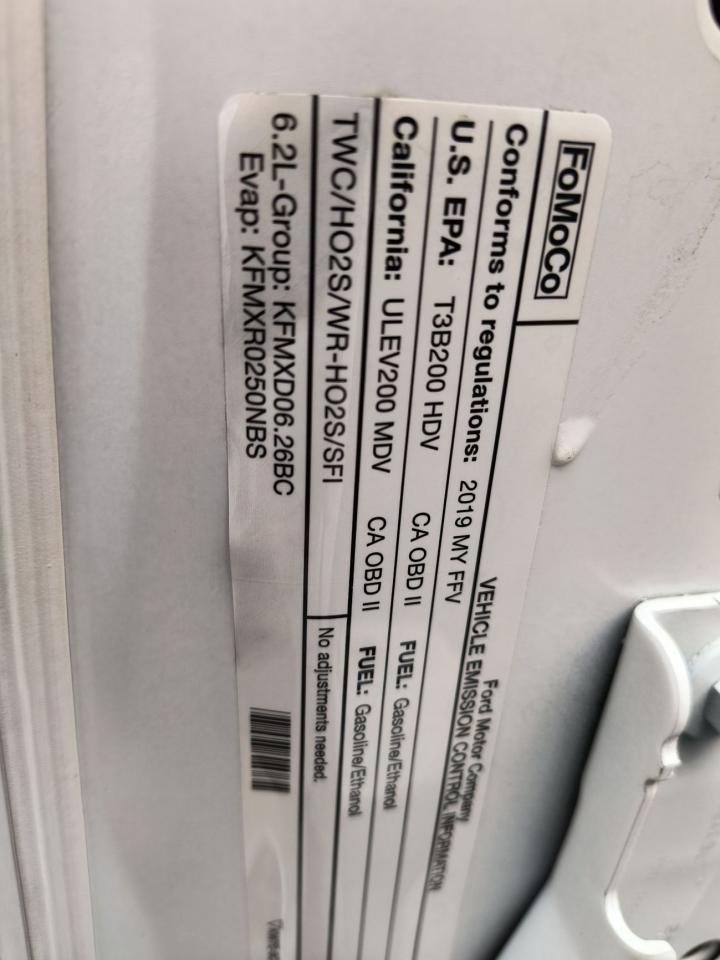 FoMoCo
Ford Motor Company
VEHICLE EMISSION CONTROL INFORMATION
Conforms to regulations: 2019 MY FFV
U.S. EPA: T3B200 HDV CA OBD II FUEL: Gasoline/Ethanol
California: ULEV200 MDV CA OBD II FUEL: Gasoline/Ethanol
TWC/HO2S/WR-HO2S/SFI No adjustments needed.
6.2L-Group: KFMXD06.26BC
Evap: KFMXR0250NBS